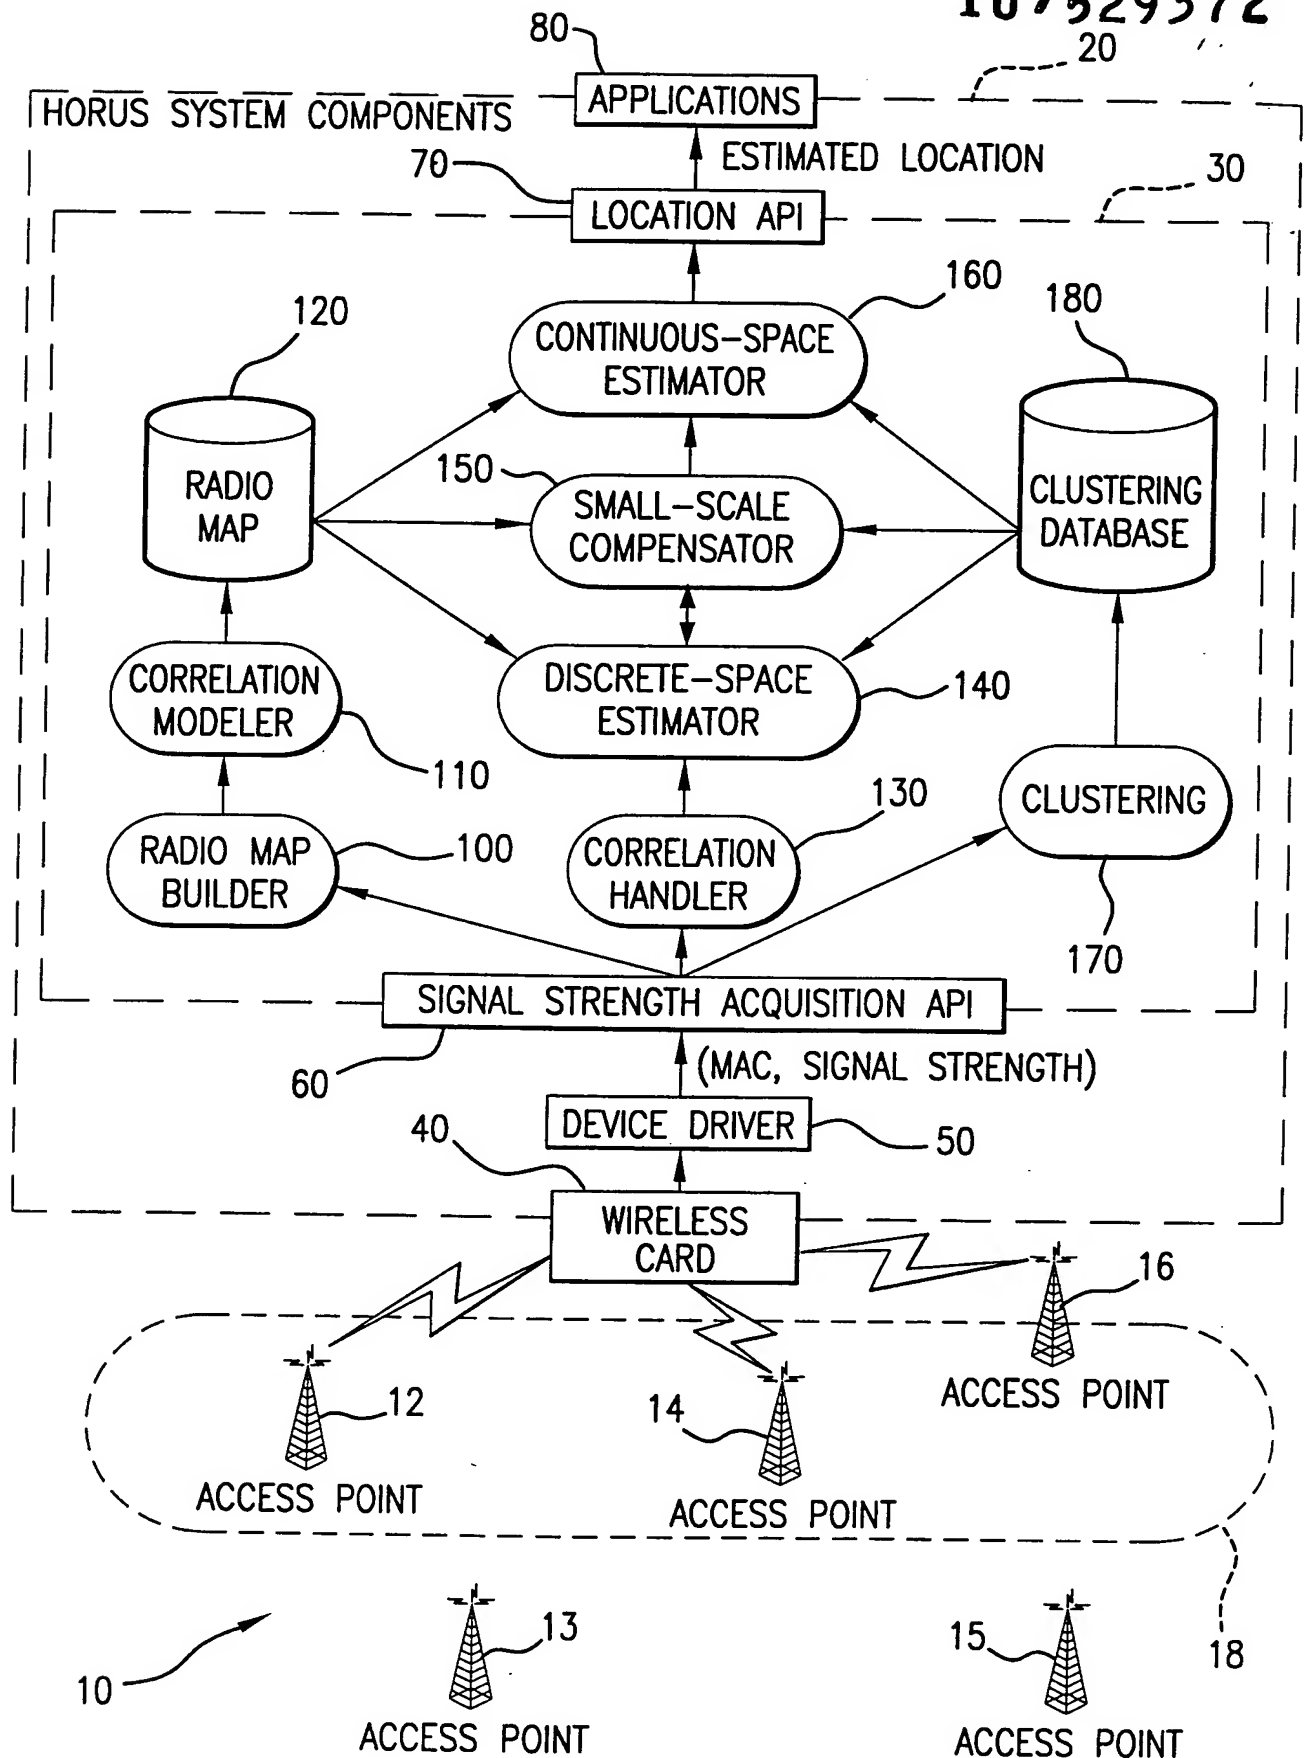 80
20
APPLICATIONS
HORUS SYSTEM COMPONENTS
ESTIMATED LOCATION
70
30
LOCATION API
160
120
180
CONTINUOUS-SPACE
ESTIMATOR
150
RADIO
MAP
SMALL-SCALE
COMPENSATOR
CLUSTERING
DATABASE
CORRELATION
MODELER
DISCRETE-SPACE
ESTIMATOR
140
110
130
CLUSTERING
RADIO MAP
BUILDER
100
CORRELATION
HANDLER
170
SIGNAL STRENGTH ACQUISITION API
60
(MAC, SIGNAL STRENGTH)
40
DEVICE DRIVER
50
WIRELESS
CARD
16
ACCESS POINT
12
14
ACCESS POINT
ACCESS POINT
13
15
18
10
ACCESS POINT
ACCESS POINT